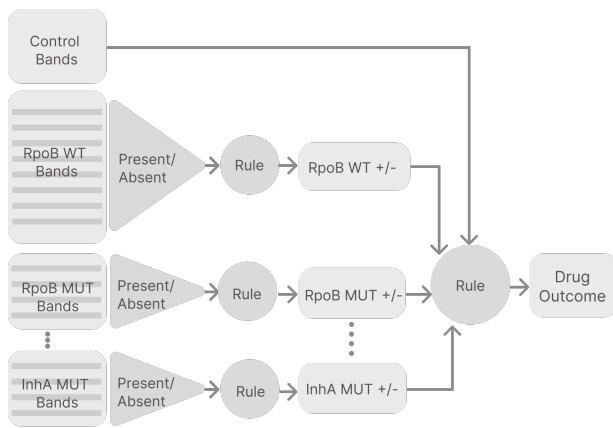 Control
Bands
RpoB WT
Bands
Present/
Absent
Rule
RpoB WT +/-
RpoB MUT
Bands
Present/
Absent
Rule
RpoB MUT +/-
Rule
Drug
Outcome
InhA MUT
Bands
Present/
Absent
Rule
InhA MUT +/-